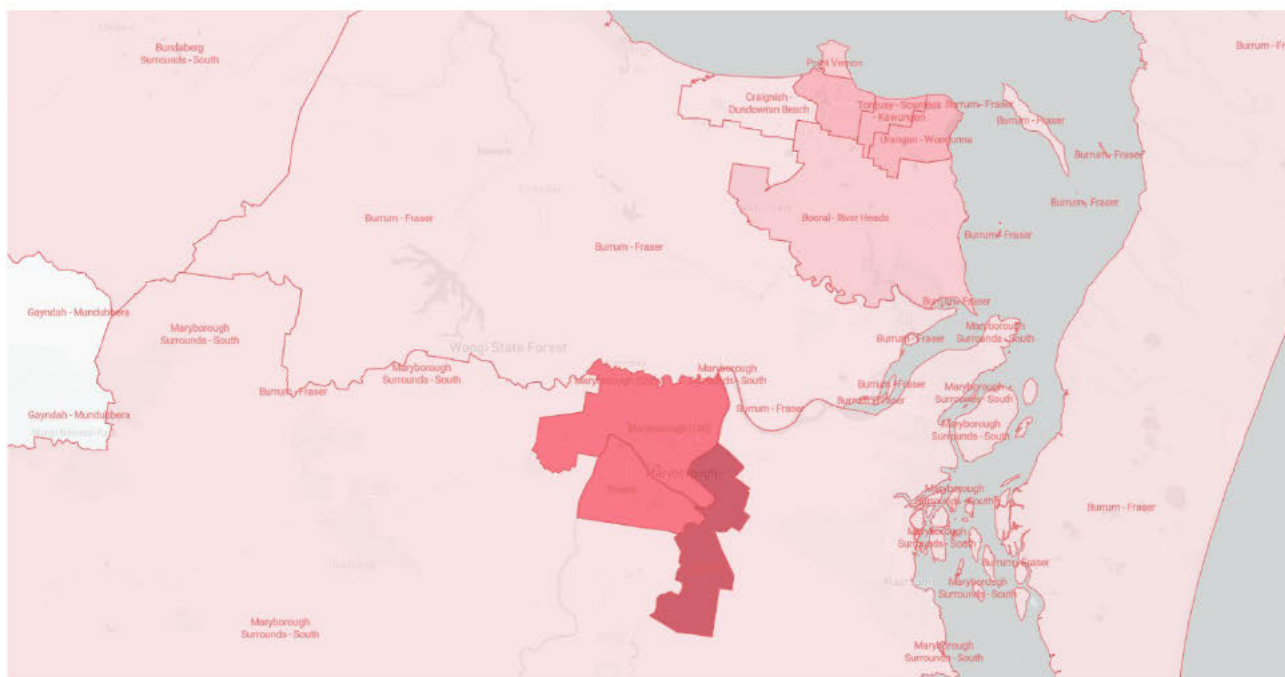 Bundaberg
Surrounds - South
Burrum - Fraser
Point Vernon
Craignish -
Dundowran Beach
Torquay - Scarness
- Kawungan
Burrum - Fraser
Burrum - Fraser
Urangan - Wondunna
Burrum - Fraser
Burrum - Fraser
Burrum - Fraser
Booral - River Heads
Burrum - Fraser
Burrum - Fraser
Gayndah - Mundubbera
Maryborough
Surrounds - South
Burrum - Fraser
Maryborough
Surrounds - South
Burrum - Fraser
Wongi State Forest
Maryborough
Surrounds - South
Maryborough
Surrounds - South
Burrum - Fraser
Burrum - Fraser
Burrum - Fraser
Burrum - Fraser
Maryborough
Surrounds - South
Gayndah - Mundubbera
Maryborough
Surrounds - South
Maryborough
Burrum - Fraser
Maryborough
Surrounds - South
Maryborough
Surrounds - South
Burrum - Fraser
Maryborough
Surrounds - South
Maryborough
Surrounds - South
Maryborough
Surrounds - South